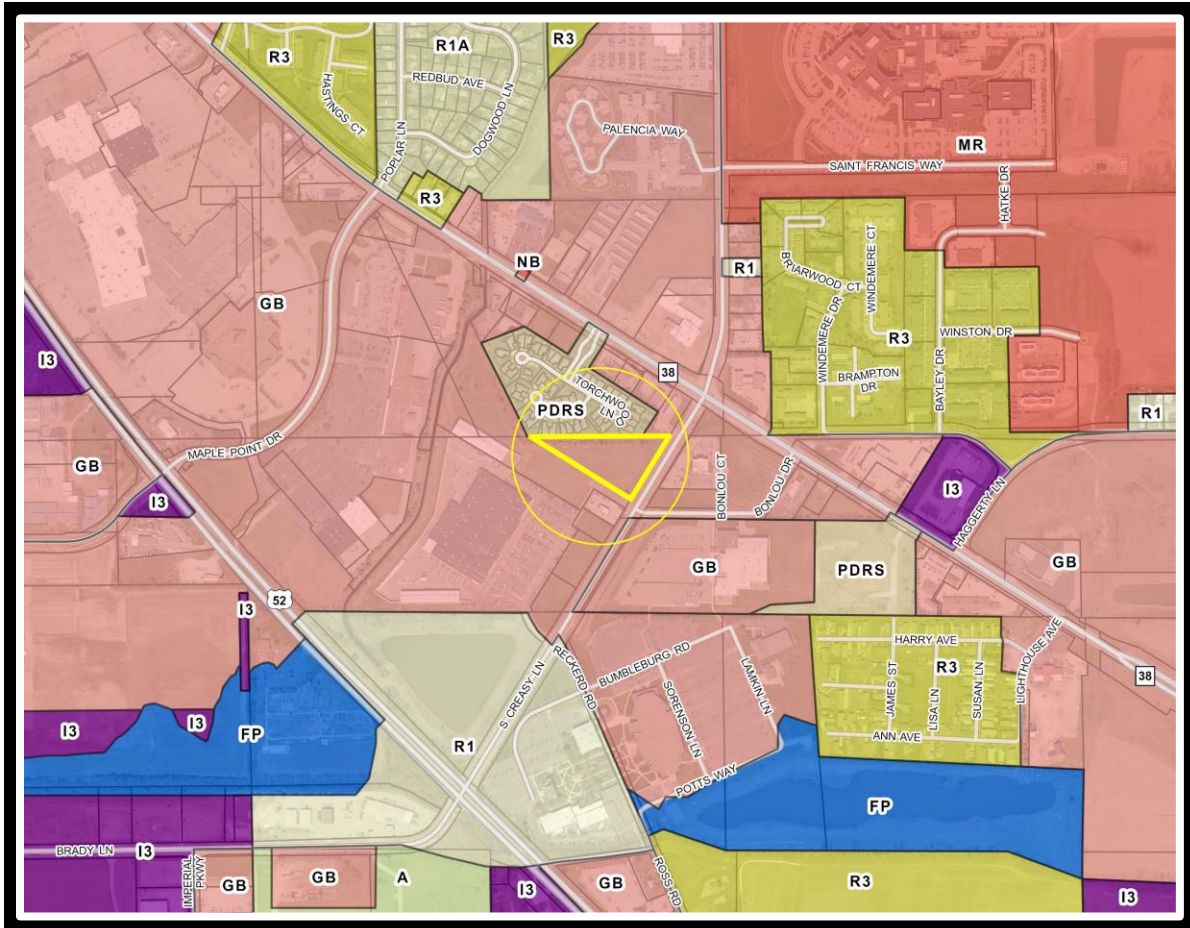 R3
R1A
R3
REDBUD AVE
HASTINGS CT
DOGWOOD LN
POPLAR LN
PALENCIA WAY
MR
SAINT FRANCIS WAY
HATKE DR
R3
NB
R1
BRIARWOOD CT
WINDEMERE CT
GB
WINDEMERE DR
R3
WINSTON DR
I3
38
BRAMPTON
DR
BAYLEY DR
TORCHWOOD
LN
PDRS
R1
MAPLE POINT DR
GB
BONLOU CT
BONLOU DR
I3
I3
HAGGERTY LN
GB
PDRS
GB
52
I3
HARRY AVE
LIGHTHOUSE AVE
RECKERD RD
BUMBLEBURG RD
LAMKIN LN
R3
JAMES ST
LISA LN
SUSAN LN
38
S CREASY LN
SORENSON LN
I3
I3
FP
R1
ANN AVE
POTTS WAY
FP
BRADY LN
I3
IMPERIAL
PKWY
GB
GB
A
I3
GB
ROSS RD
R3
I3